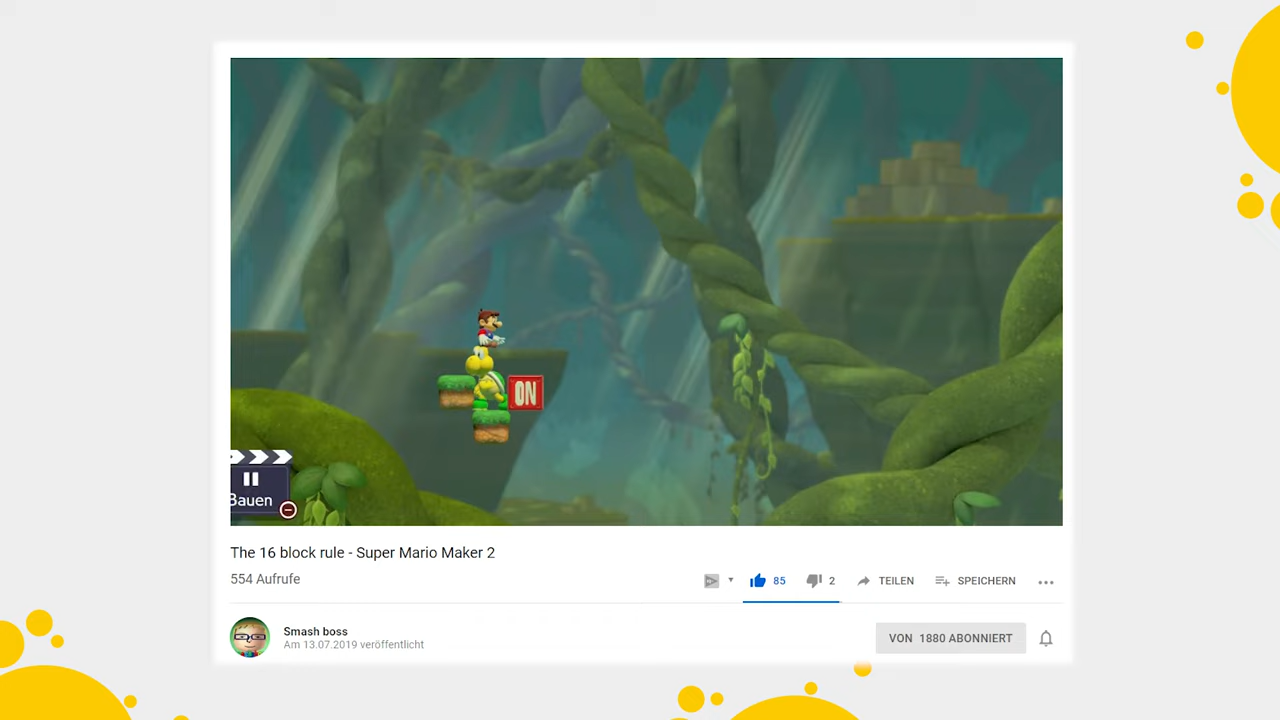 ON
Bauen
The 16 block rule - Super Mario Maker 2
554 Aufrufe
85
2
TEILEN
SPEICHERN
Smash boss
Am 13.07.2019 veröffentlicht
VON 1880 ABONNIERT